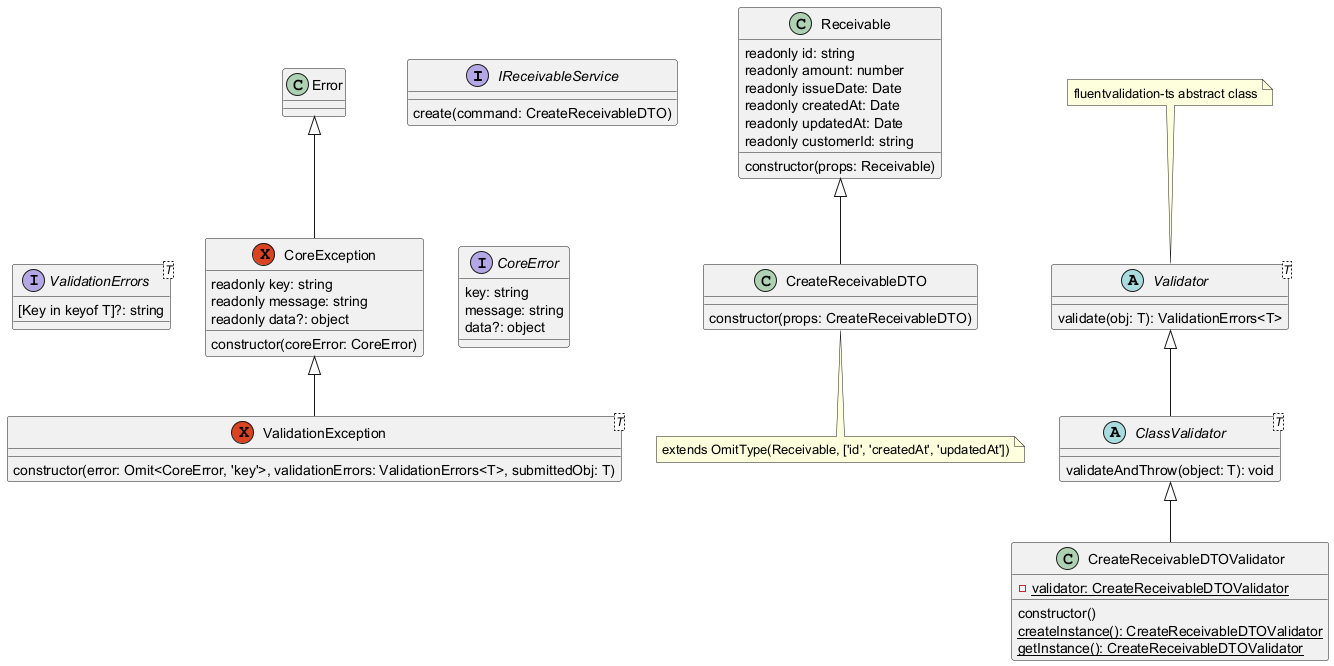 C Error
I IReceivableService
create(command: CreateReceivableDTO)
C Receivable
readonly id: string
readonly amount: number
readonly issueDate: Date
readonly createdAt: Date
readonly updatedAt: Date
readonly customerId: string
constructor(props: Receivable)
fluentvalidation-ts abstract class
I ValidationErrors T
[Key in keyof T]?: string
X CoreException
readonly key: string
readonly message: string
readonly data?: object
constructor(coreError: CoreError)
I CoreError
key: string
message: string
data?: object
C CreateReceivableDTO
constructor(props: CreateReceivableDTO)
A Validator T
validate(obj: T): ValidationErrors<T>
X ValidationException T
constructor(error: Omit<CoreError, 'key'>, validationErrors: ValidationErrors<T>, submittedObj: T)
extends OmitType(Receivable, ['id', 'createdAt', 'updatedAt'])
A ClassValidator T
validateAndThrow(object: T): void
C CreateReceivableDTOValidator
validator: CreateReceivableDTOValidator
constructor()
createInstance(): CreateReceivableDTOValidator
getInstance(): CreateReceivableDTOValidator